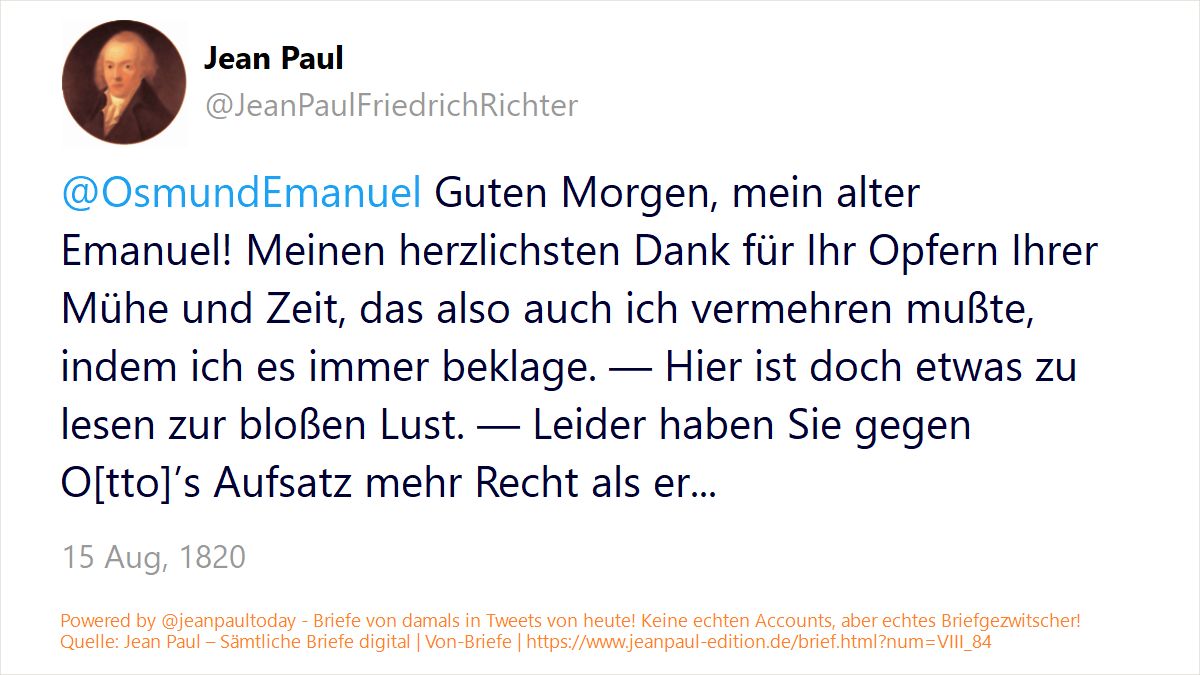 Jean Paul
@JeanPaulFriedrichRichter
@OsmundEmanuel Guten Morgen, mein alter
Emanuel! Meinen herzlichsten Dank für Ihr Opfern Ihrer
Mühe und Zeit, das also auch ich vermehren mußte,
indem ich es immer beklage. — Hier ist doch etwas zu
lesen zur bloßen Lust. — Leider haben Sie gegen
O[tto]’s Aufsatz mehr Recht als er...
15 Aug, 1820
Powered by @jeanpaultoday - Briefe von damals in Tweets von heute! Keine echten Accounts, aber echtes Briefgezwitscher!
Quelle: Jean Paul – Sämtliche Briefe digital | Von-Briefe | https://www.jeanpaul-edition.de/brief.html?num=VIII_84